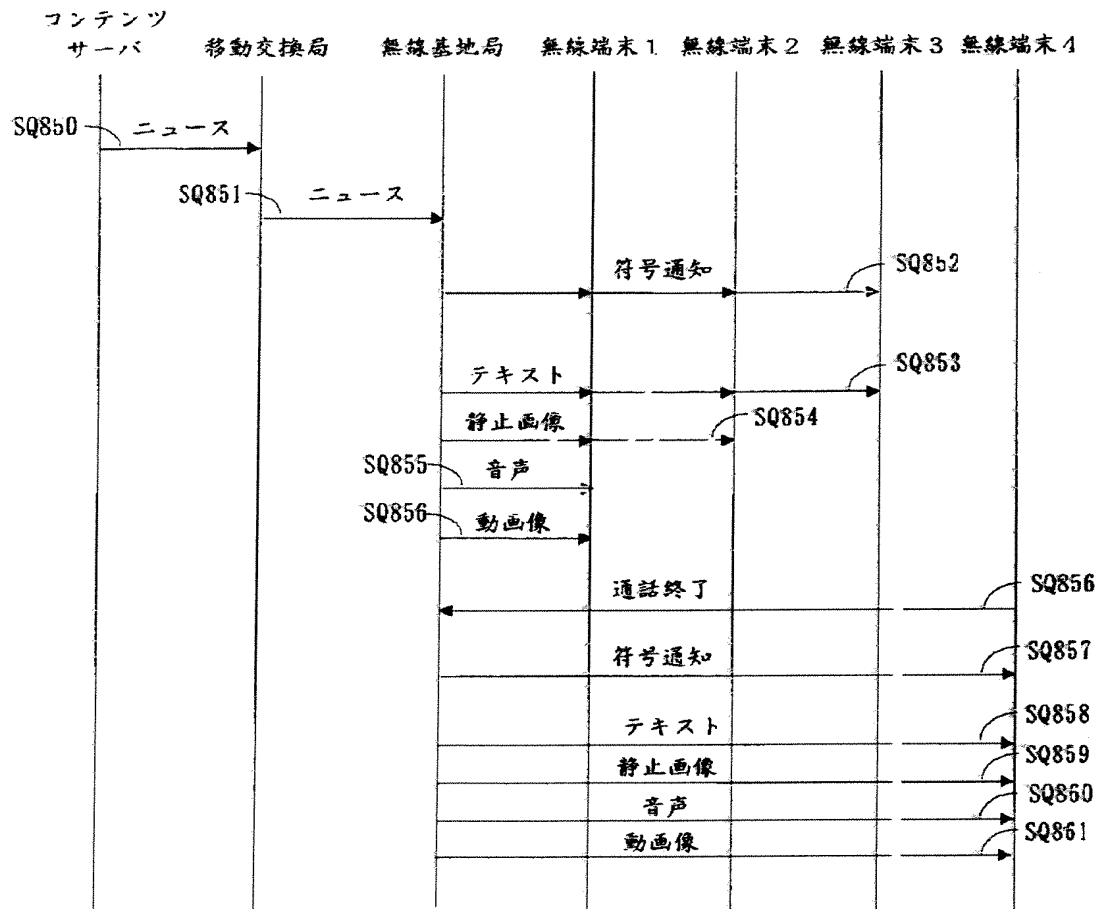 コンテンツ
サーバ 移動交換局 無線基地局 無線端末1 無線端末2 無線端末3 無線端末4
SQ850 ニュース
SQ851 ニュース
符号通知 SQ852
テキスト SQ853
静止画像 SQ854
SQ855 音声
SQ856 動画像
通話終了 SQ856
符号通知 SQ857
テキスト SQ858
静止画像 SQ859
音声 SQ860
動画像 SQ861